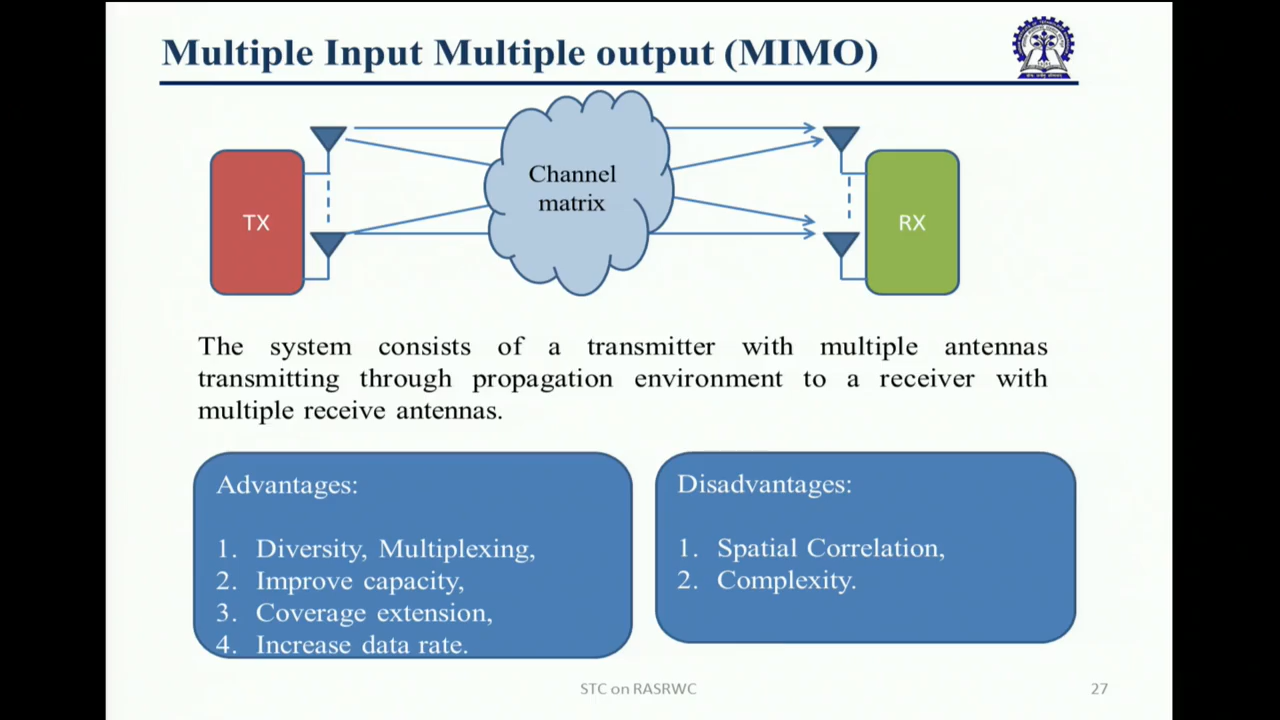 Multiple Input Multiple output (MIMO)
Channel
matrix
TX
RX
The system consists of a transmitter with multiple antennas
transmitting through propagation environment to a receiver with
multiple receive antennas.
Advantages:
1. Diversity, Multiplexing,
2. Improve capacity,
3. Coverage extension,
4. Increase data rate.
Disadvantages:
1. Spatial Correlation,
2. Complexity.
STC on RASRWC
27